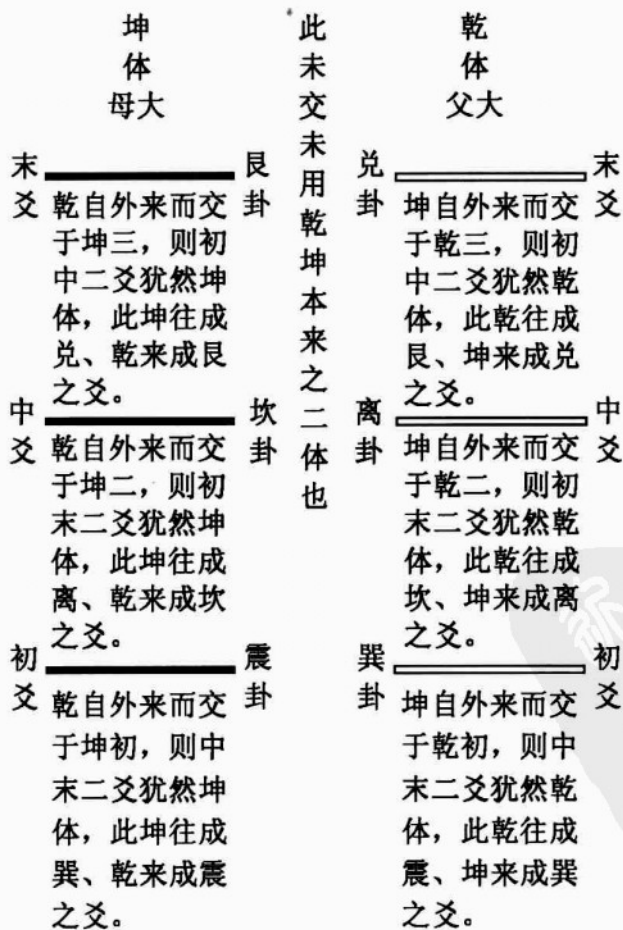 乾体
大父
末爻
兑卦
坤自外来而交
于乾三，则初
中二爻犹然乾
体，此乾往成
艮、坤来成兑
之爻。
中爻
离卦
坤自外来而交
于乾二，则初
末二爻犹然乾
体，此乾往成
坎、坤来成离
之爻。
初爻
巽卦
坤自外来而交
于乾初，则中
末二爻犹然乾
体，此乾往成
震、坤来成巽
之爻。
此未交未用乾坤本来之二体也
坤体
大母
艮卦
末爻
乾自外来而交
于坤三，则初
中二爻犹然坤
体，此坤往成
兑、乾来成艮
之爻。
坎卦
中爻
乾自外来而交
于坤二，则初
末二爻犹然坤
体，此坤往成
离、乾来成坎
之爻。
震卦
初爻
乾自外来而交
于坤初，则中
末二爻犹然坤
体，此坤往成
巽、乾来成震
之爻。